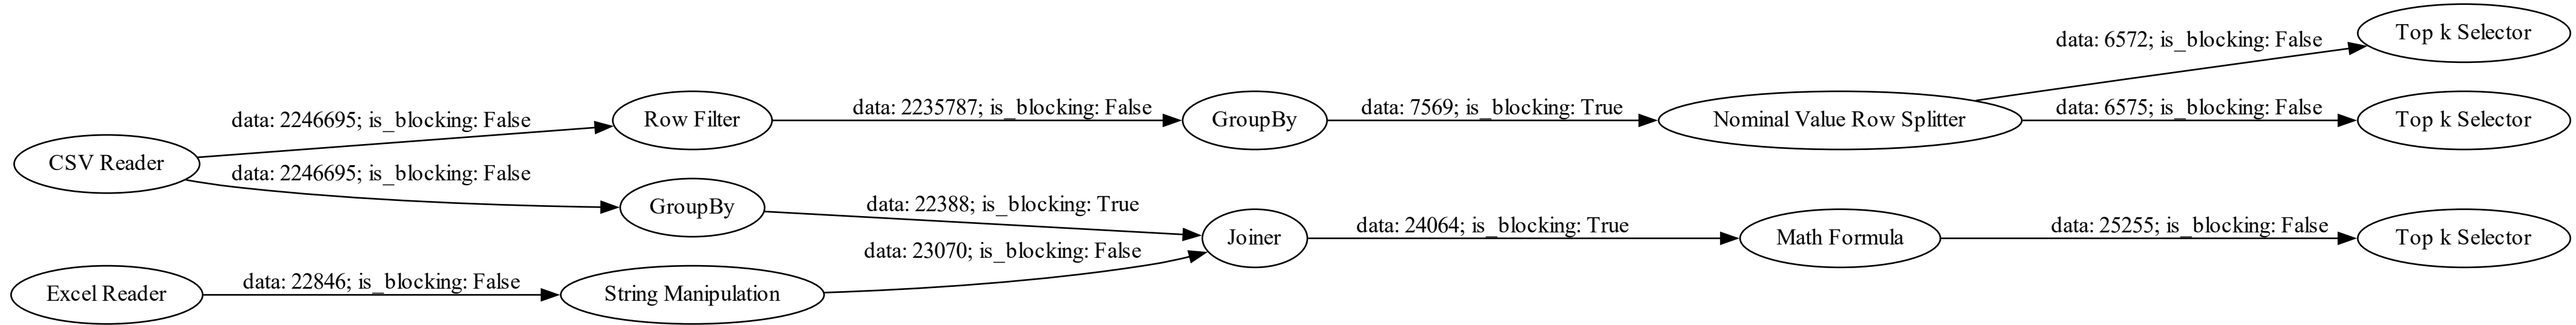 Top k Selector
data: 6572; is_blocking: False
data: 2246695; is_blocking: False
Row Filter
data: 2235787; is_blocking: False
GroupBy
data: 7569; is_blocking: True
Nominal Value Row Splitter
data: 6575; is_blocking: False
Top k Selector
CSV Reader
data: 2246695; is_blocking: False
GroupBy
data: 22388; is_blocking: True
Joiner
data: 24064; is_blocking: True
Math Formula
data: 25255; is_blocking: False
Top k Selector
data: 23070; is_blocking: False
Excel Reader
data: 22846; is_blocking: False
String Manipulation